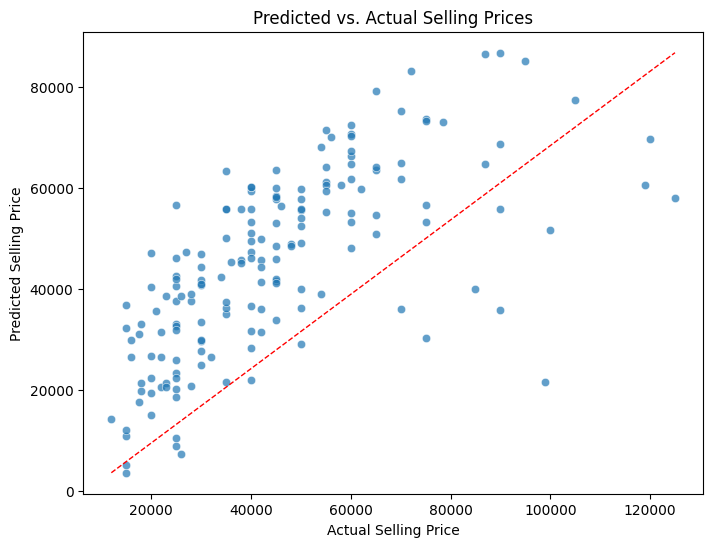 Predicted vs. Actual Selling Prices
Predicted Selling Price
80000
60000
40000
20000
0
20000 40000 60000 80000 100000 120000
Actual Selling Price